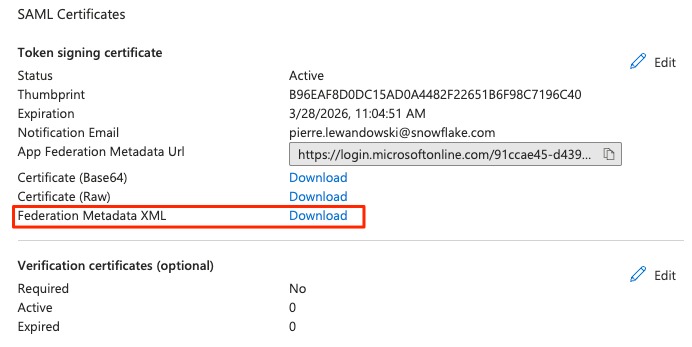 SAML Certificates
Token signing certificate
Edit
Status Active
Thumbprint B96EAF8D0DC15AD0A4482F22651B6F98C7196C40
Expiration 3/28/2026, 11:04:51 AM
Notification Email pierre.lewandowski@snowflake.com
App Federation Metadata Url https://login.microsoftonline.com/91ccae45-d439...
Certificate (Base64) Download
Certificate (Raw) Download
Federation Metadata XML Download
Verification certificates (optional)
Edit
Required No
Active 0
Expired 0